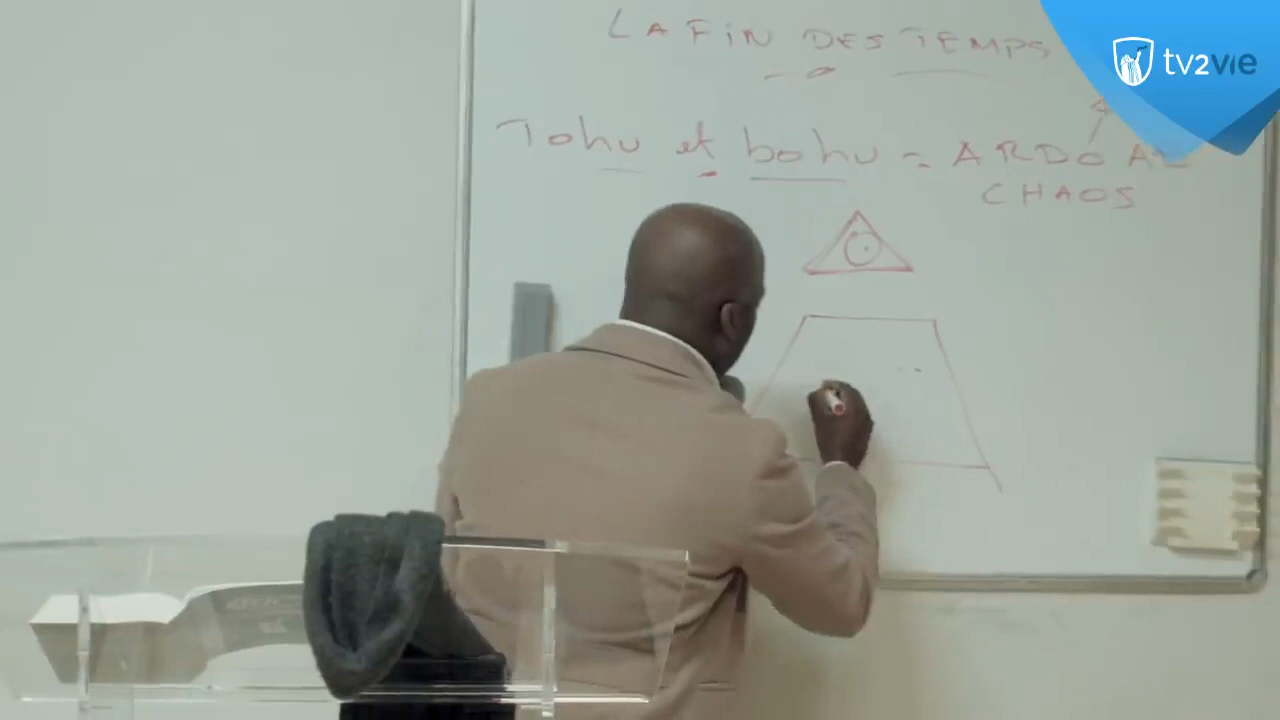 LA FIN DES TEMPS
tv2vie
Tohu et bohu = ARDO A
CHAOS